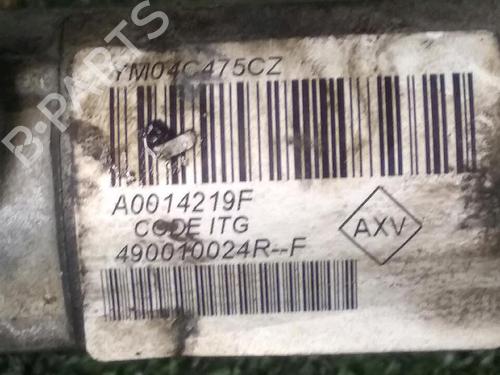 YM04C475CZ
A0014219F
CODE ITG
AXV
490010024R--F
B-PARTS